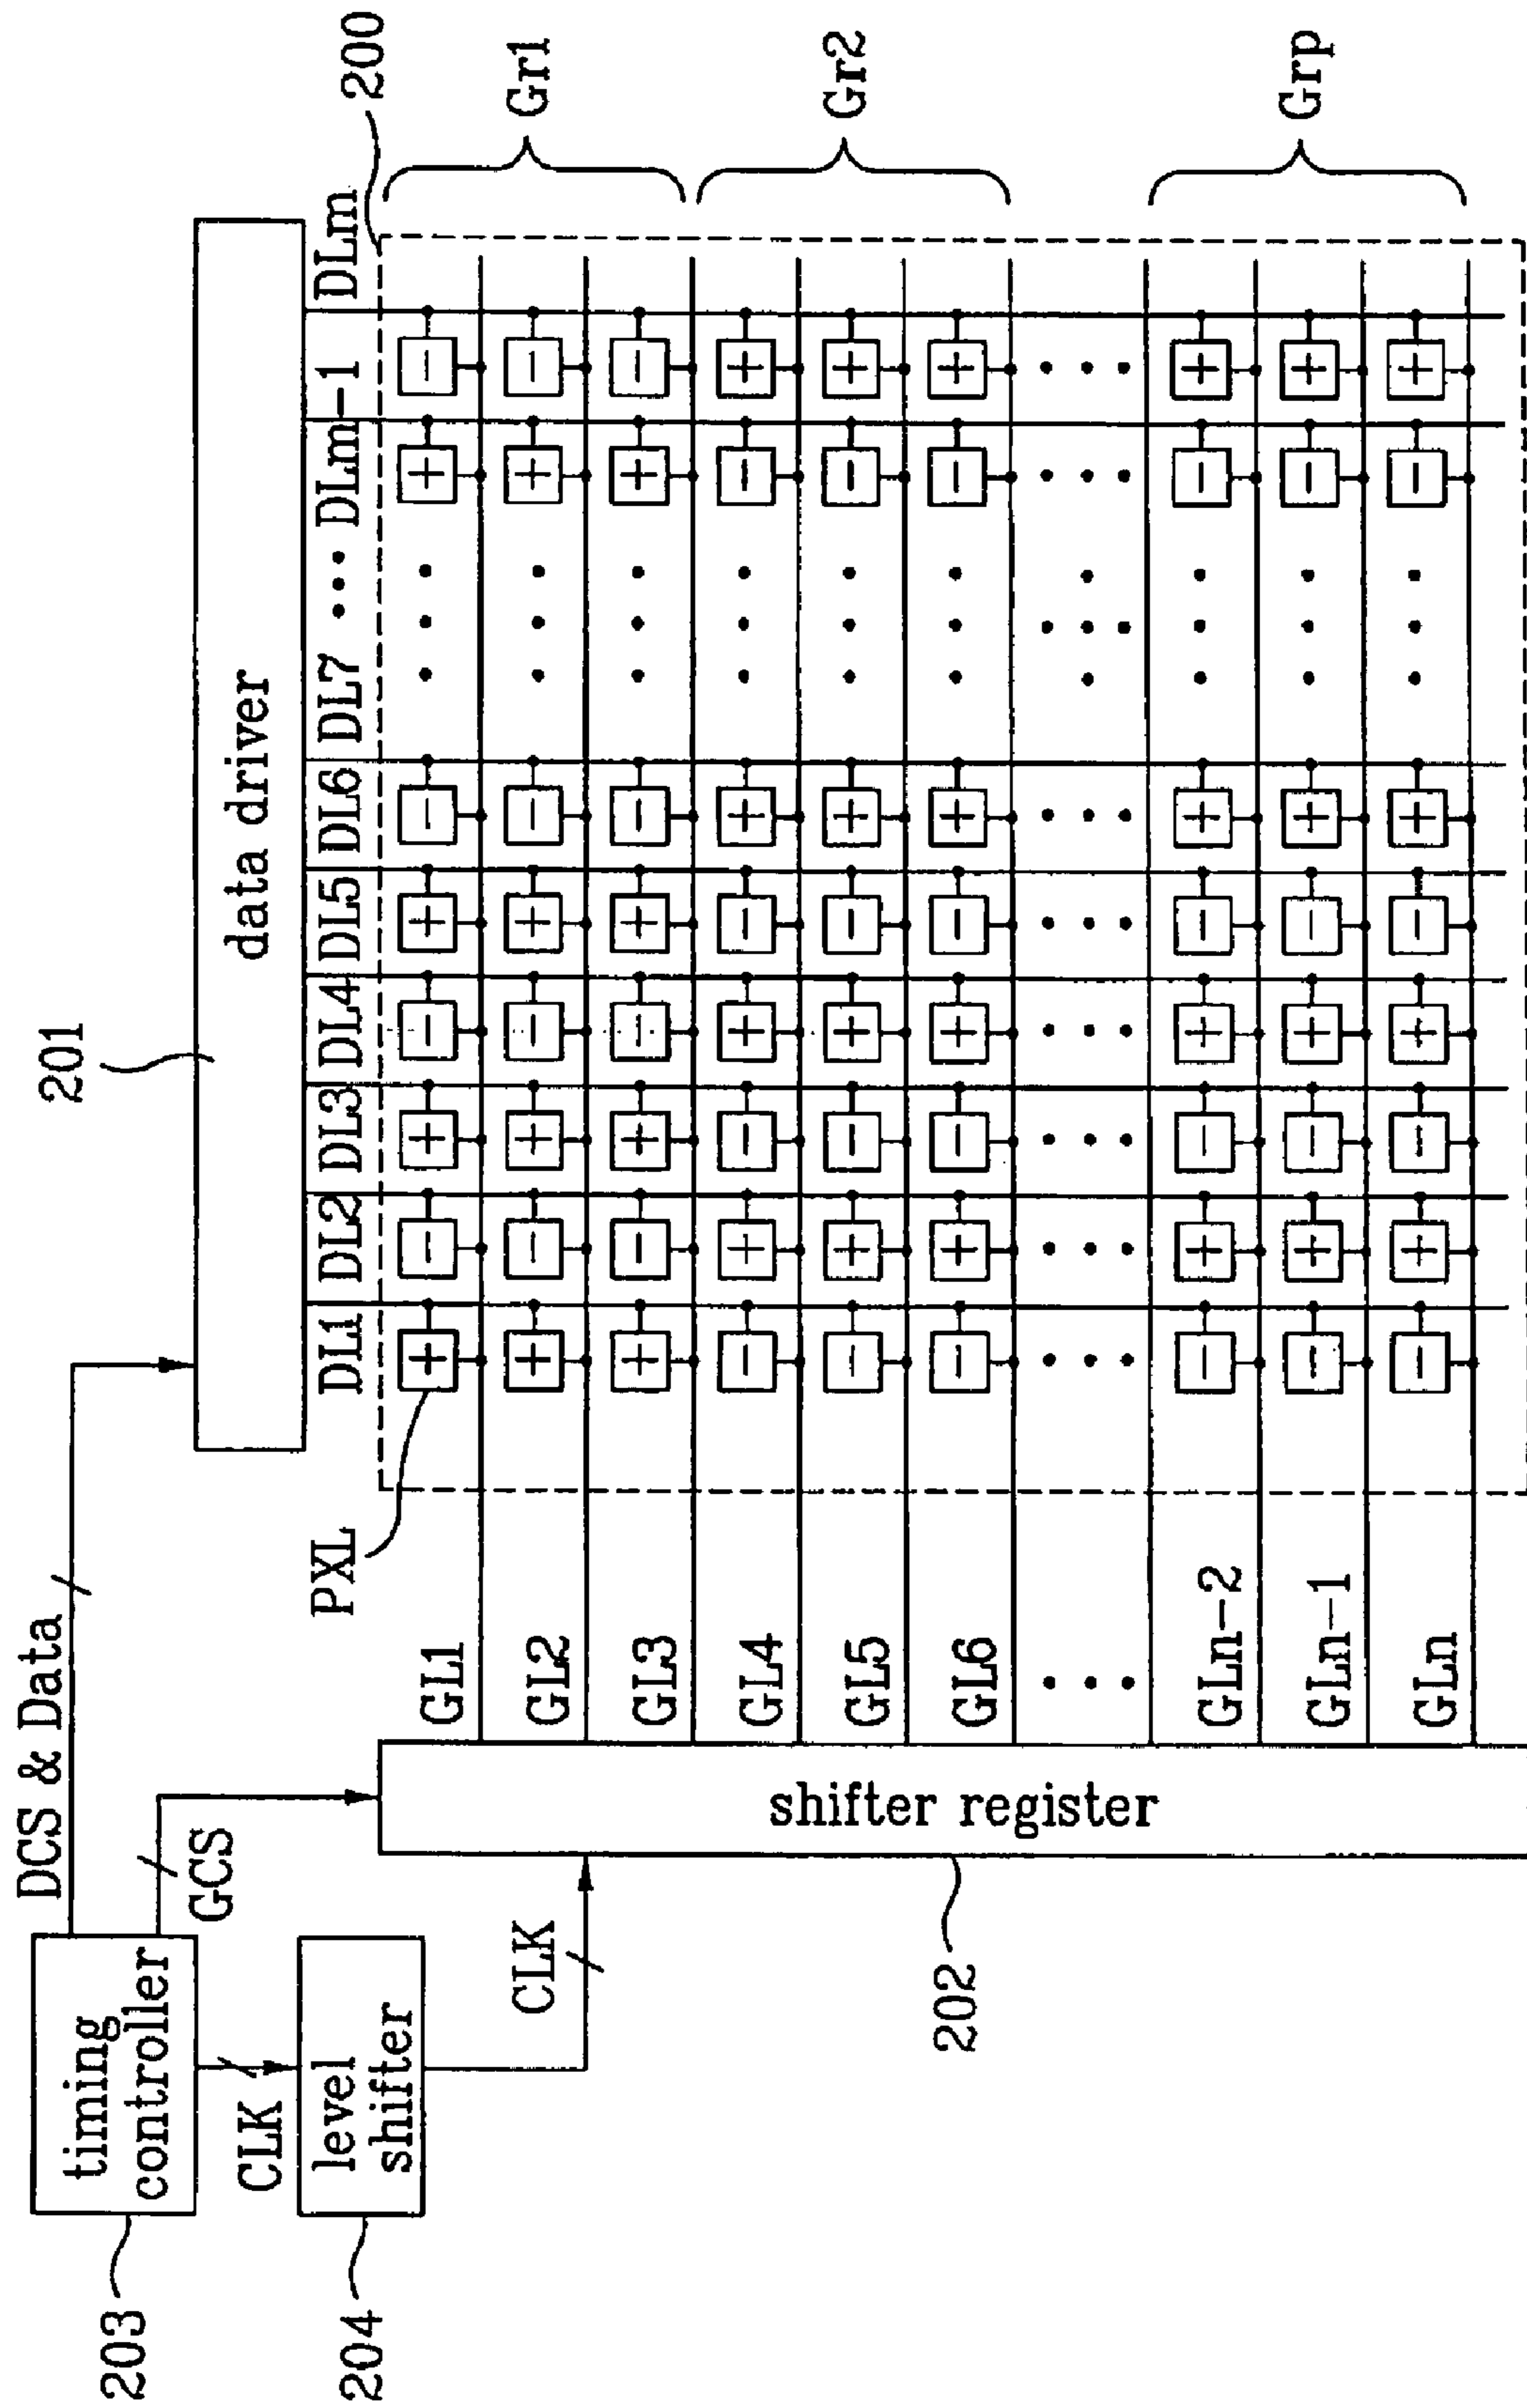 DCS & Data
timing
controller
203
GCS
CLK
level
shifter
204
CLK
shifter register
202
201
data driver
DL1 DL2 DL3 DL4 DL5 DL6 DL7 ••• DLm-1 DLm
200
PXL
GL1 + - + - + - + -
GL2 + - + - + - + -
GL3 + - + - + - + -
GL4 - + - + - + - +
GL5 - + - + - + - +
GL6 - + - + - + - +
GLn-2 - + - + - + - +
GLn-1 - + - + - + - +
GLn - + - + - + - +
Gr1
Gr2
Grp